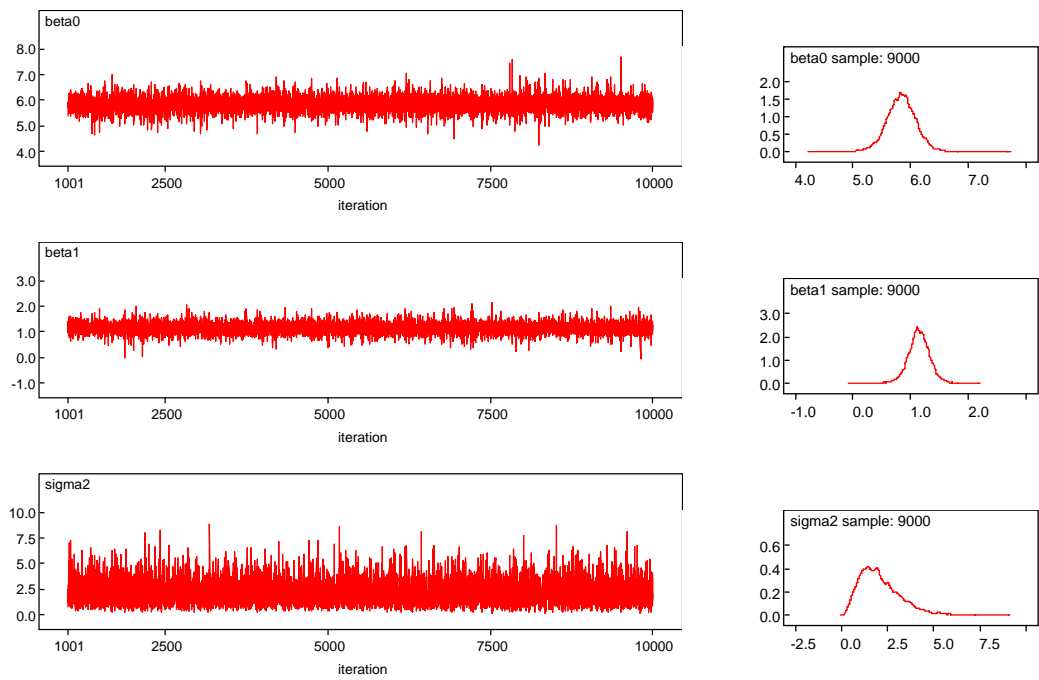 beta0
8.0
7.0
6.0
5.0
4.0
1001 2500 5000 7500 10000
iteration
beta0 sample: 9000
2.0
1.5
1.0
0.5
0.0
4.0 5.0 6.0 7.0
beta1
3.0
2.0
1.0
0.0
-1.0
1001 2500 5000 7500 10000
iteration
beta1 sample: 9000
3.0
2.0
1.0
0.0
-1.0 0.0 1.0 2.0
sigma2
10.0
7.5
5.0
2.5
0.0
1001 2500 5000 7500 10000
iteration
sigma2 sample: 9000
0.6
0.4
0.2
0.0
-2.5 0.0 2.5 5.0 7.5